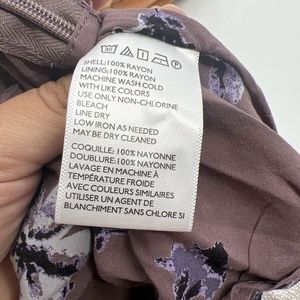 SHELL: 100% RAYON
LINING: 100% RAYON
MACHINE WASH COLD
WITH LIKE COLORS
USE ONLY NON-CHLORINE
BLEACH
LINE DRY
LOW IRON AS NEEDED
MAY BE DRY CLEANED
COQUILLE: 100% NAYONNE
DOUBLURE: 100% NAYONNE
LAVAGE EN MACHINE À
TEMPÉRATURE FROIDE
AVEC COULEURS SIMILAIRES
UTILISER UN AGENT DE
BLANCHIMENT SANS CHLORE SI